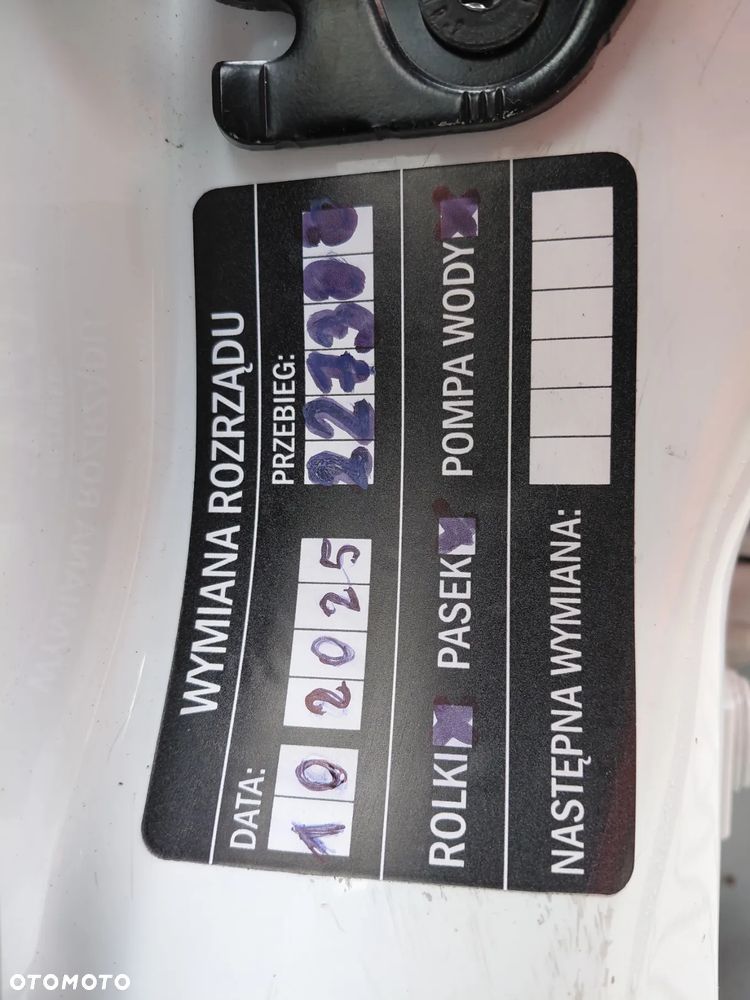 WYMIANA ROZRZĄDU
DATA: PRZEBIEG:
10 2025
ROLKI PASEK POMPA WODY
NASTĘPNA WYMIANA:
OTOMOTO